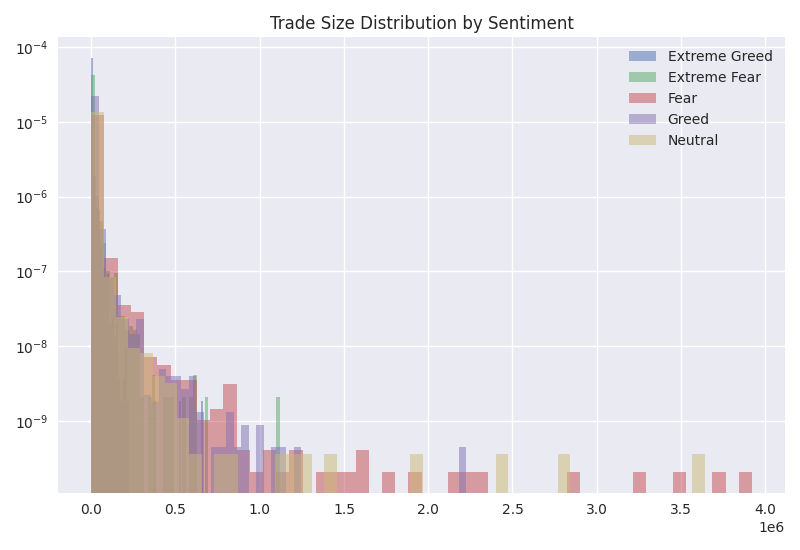 Trade Size Distribution by Sentiment
Extreme Greed
Extreme Fear
Fear
Greed
Neutral
10⁻⁴
10⁻⁵
10⁻⁶
10⁻⁷
10⁻⁸
10⁻⁹
0.0 0.5 1.0 1.5 2.0 2.5 3.0 3.5 4.0
1e6